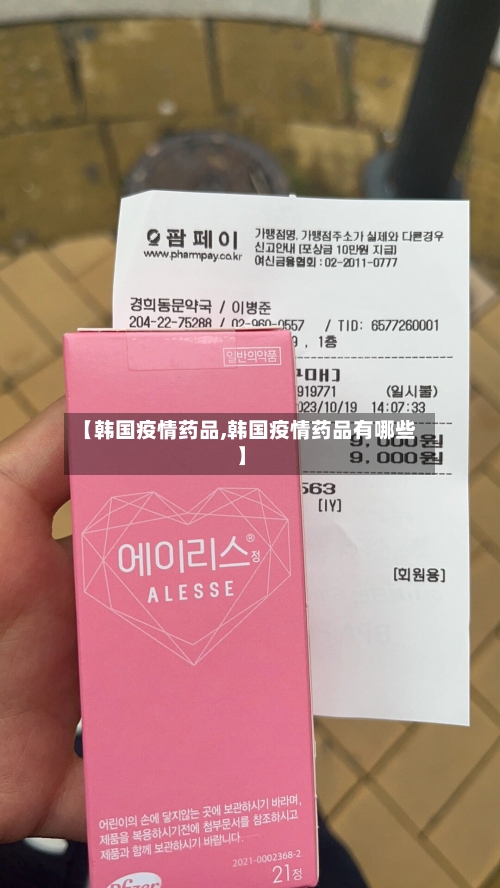 팜페이
www.pharmpay.co.kr
가맹점명, 가맹점주소가 실제와 다른경우
신고안내 [포상금 10만원 지급]
여신금융협회 : 02-2011-0777
경희동문약국 / 이병준
204-22-75288 / 02-960-0557 / TID: 6577260001
, 1층
구매]
919771 (일시불)
023/10/19 14:07:33
9,000원
9,000원
563
[IY]
[회원용]
일반의약품
【韩国疫情药品,韩国疫情药品有哪些
】
에이리스®정
ALESSE
어린이의 손에 닿지않는 곳에 보관하시기 바라며,
제품을 복용하시기전에 첨부문서를 참조하시고
제품과 함께 보관하시기 바랍니다.
2021-0002368-2
Pfizer
21정